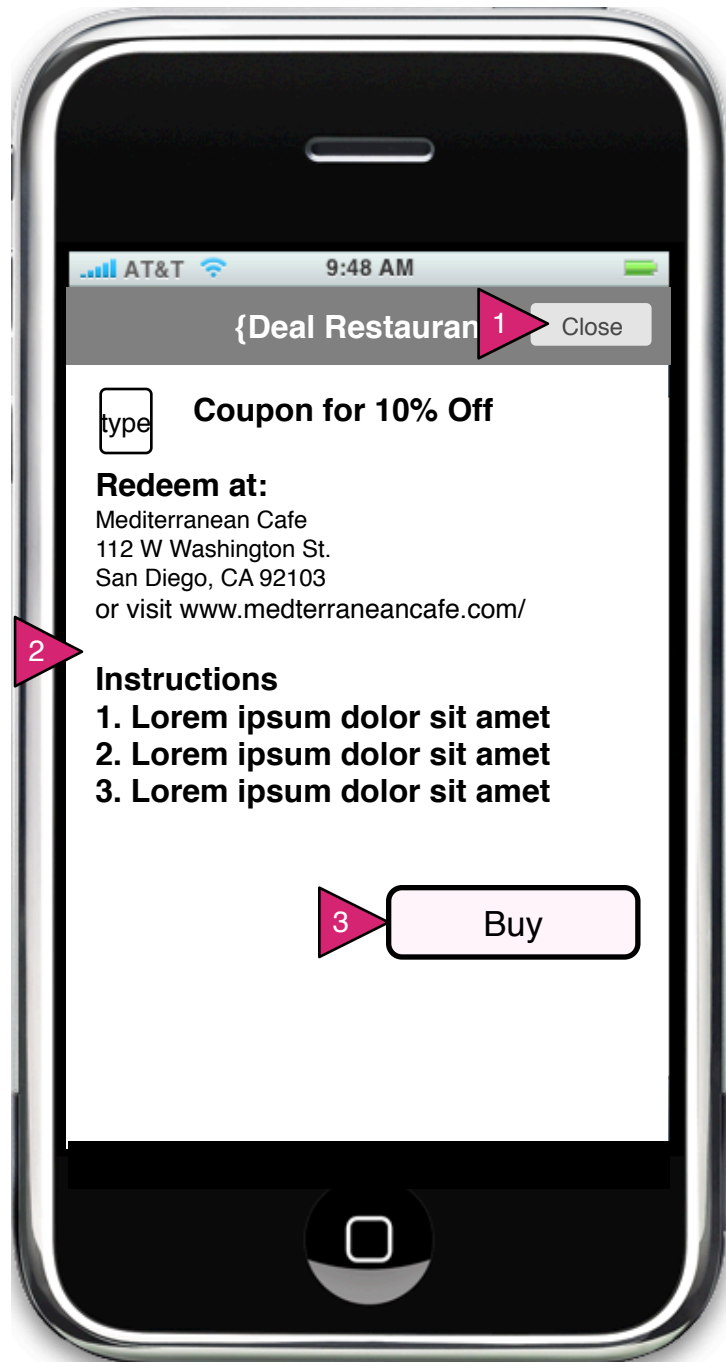 AT&T 9:48 AM
{Deal Restauran 1 Close
type Coupon for 10% Off
Redeem at:
Mediterranean Cafe
112 W Washington St.
San Diego, CA 92103
or visit www.medterraneancafe.com/
2
Instructions
1. Lorem ipsum dolor sit amet
2. Lorem ipsum dolor sit amet
3. Lorem ipsum dolor sit amet
3 Buy